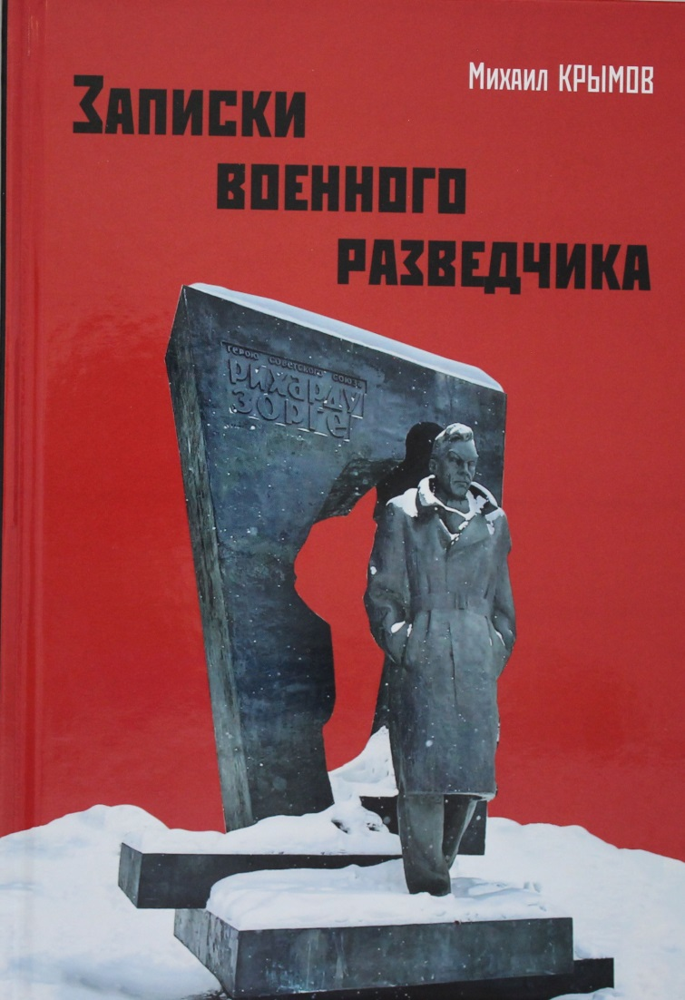 Михаил КРЫМОВ
Записки
военного
разведчика
герою советского союза
рихарду
зорге